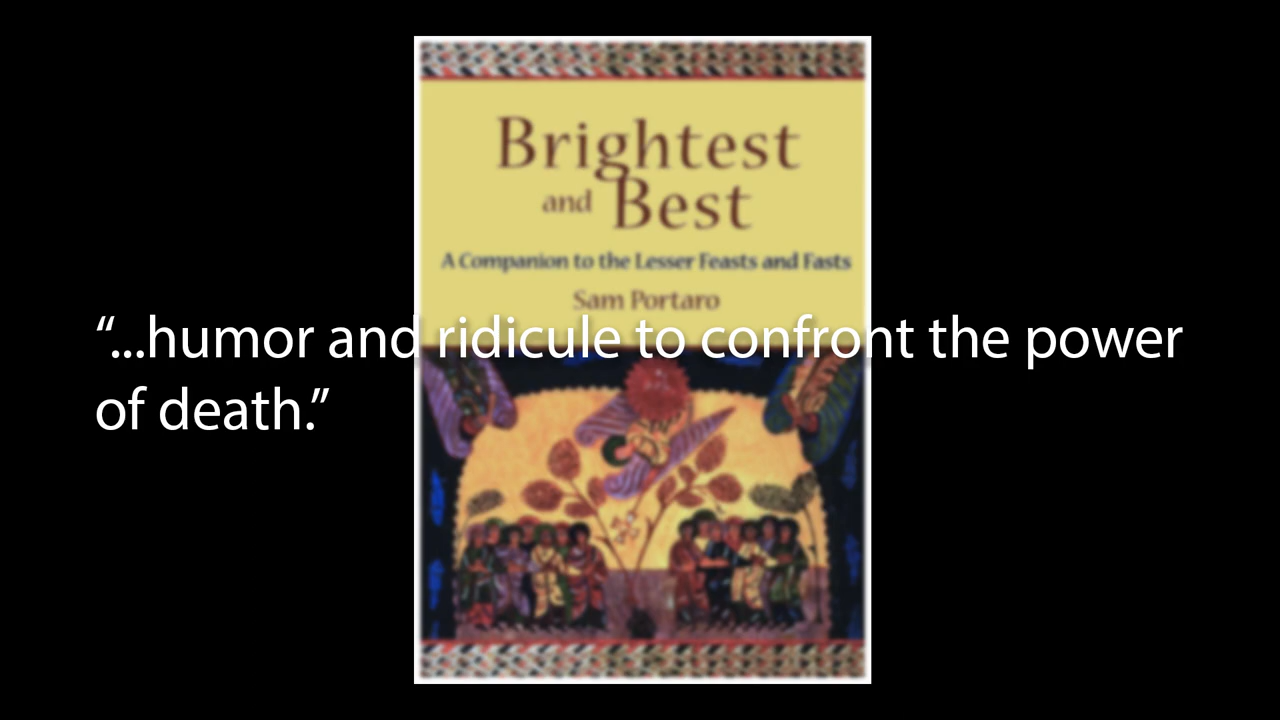 Brightest
and Best
A Companion to the Lesser Feasts and Fasts
Sam Portaro
“...humor and ridicule to confront the power
of death.”